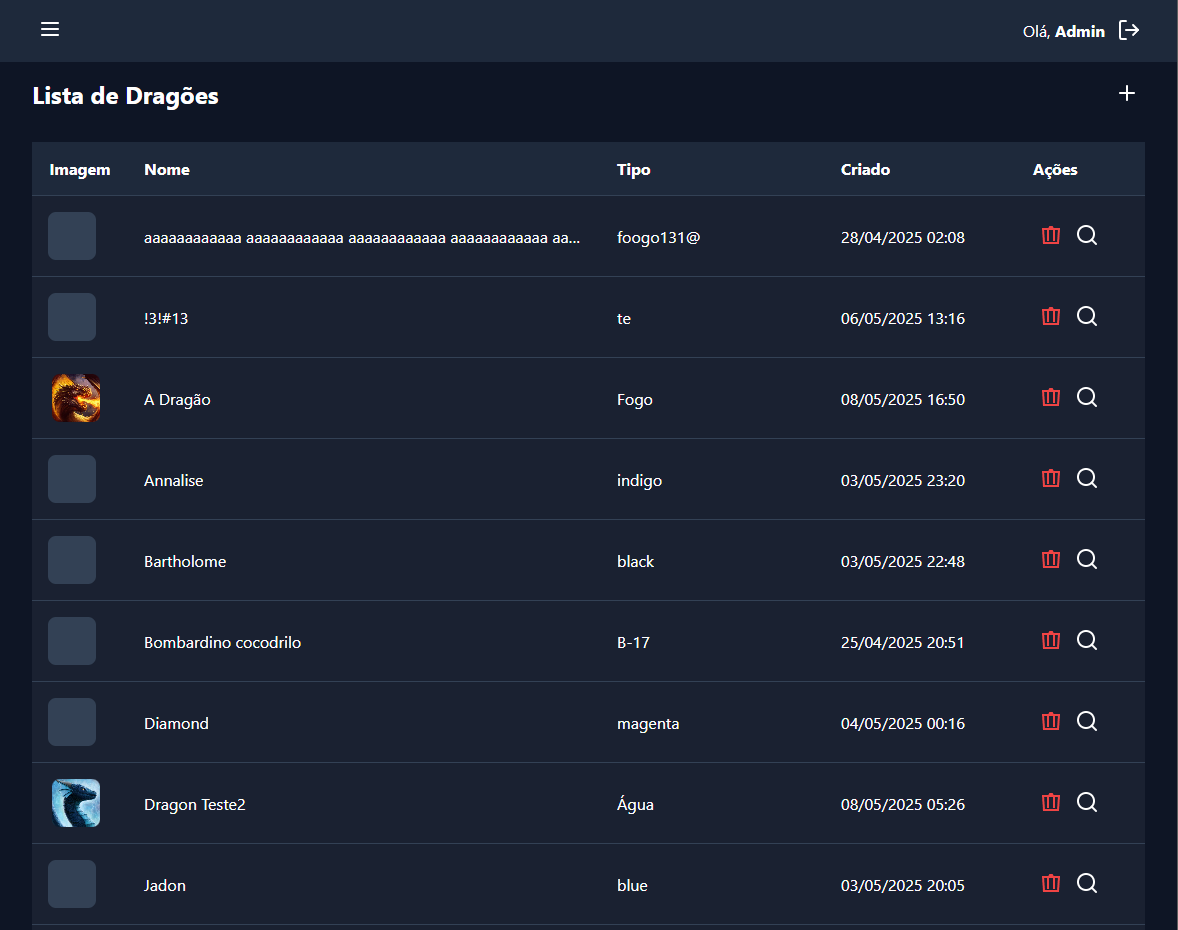 Olá, Admin
Lista de Dragões
Imagem Nome Tipo Criado Ações
aaaaaaaaaaaa aaaaaaaaaaaa aaaaaaaaaaaa aaaaaaaaaaaa aa... foogo131@ 28/04/2025 02:08
!3!#13 te 06/05/2025 13:16
A Dragão Fogo 08/05/2025 16:50
Annalise indigo 03/05/2025 23:20
Bartholome black 03/05/2025 22:48
Bombardino cocodrilo B-17 25/04/2025 20:51
Diamond magenta 04/05/2025 00:16
Dragon Teste2 Água 08/05/2025 05:26
Jadon blue 03/05/2025 20:05